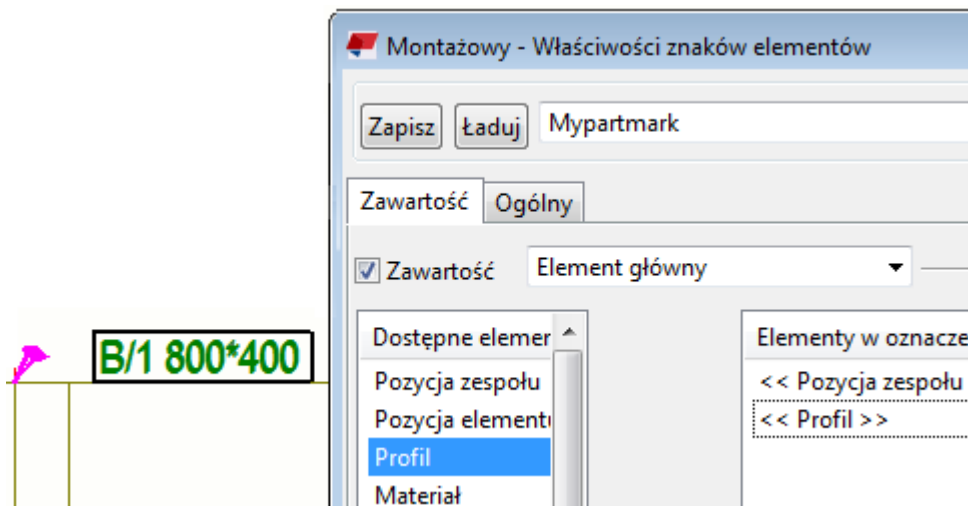 Montażowy - Właściwości znaków elementów
Zapisz Ładuj Mypartmark
Zawartość Ogólny
Zawartość Element główny
B/1 800*400
Dostępne elemer
Pozycja zespołu
Pozycja elementu
Profil
Materiał
Elementy w oznacze
<< Pozycja zespołu
<< Profil >>